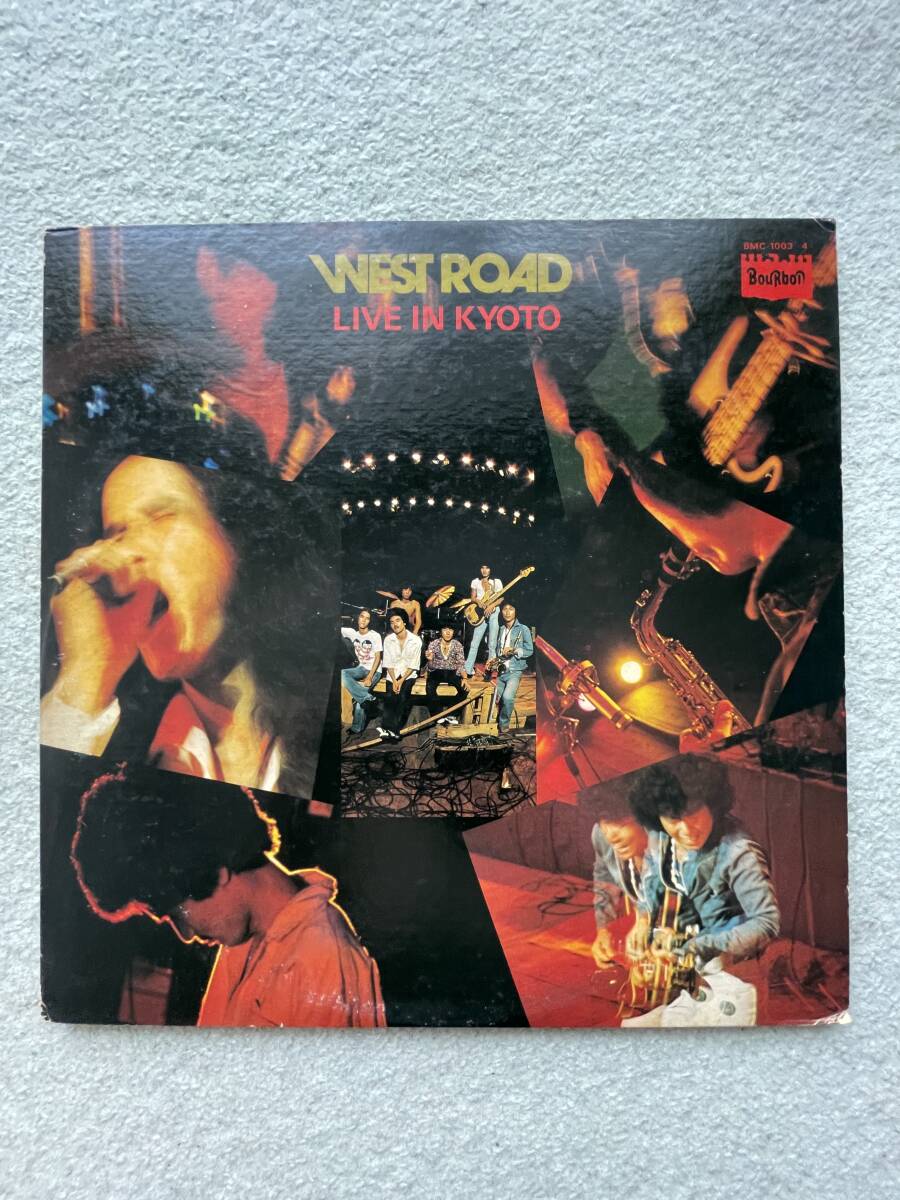 WEST ROAD
LIVE IN KYOTO
BMC 1003 4
BOURBON